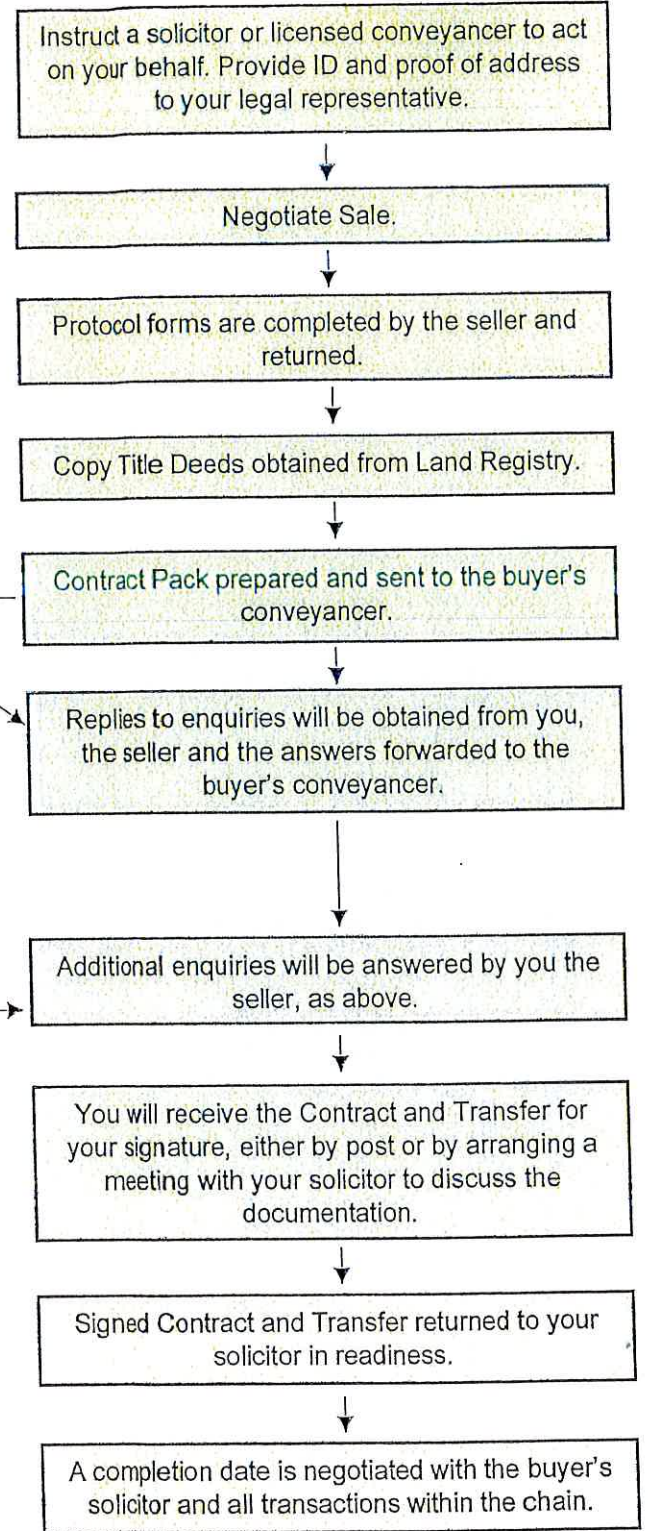 Instruct a solicitor or licensed conveyancer to act
on your behalf. Provide ID and proof of address
to your legal representative.
Negotiate Sale.
Protocol forms are completed by the seller and
returned.
Copy Title Deeds obtained from Land Registry.
Contract Pack prepared and sent to the buyer's
conveyancer.
Replies to enquiries will be obtained from you,
the seller and the answers forwarded to the
buyer's conveyancer.
Additional enquiries will be answered by you the
seller, as above.
You will receive the Contract and Transfer for
your signature, either by post or by arranging a
meeting with your solicitor to discuss the
documentation.
Signed Contract and Transfer returned to your
solicitor in readiness.
A completion date is negotiated with the buyer's
solicitor and all transactions within the chain.